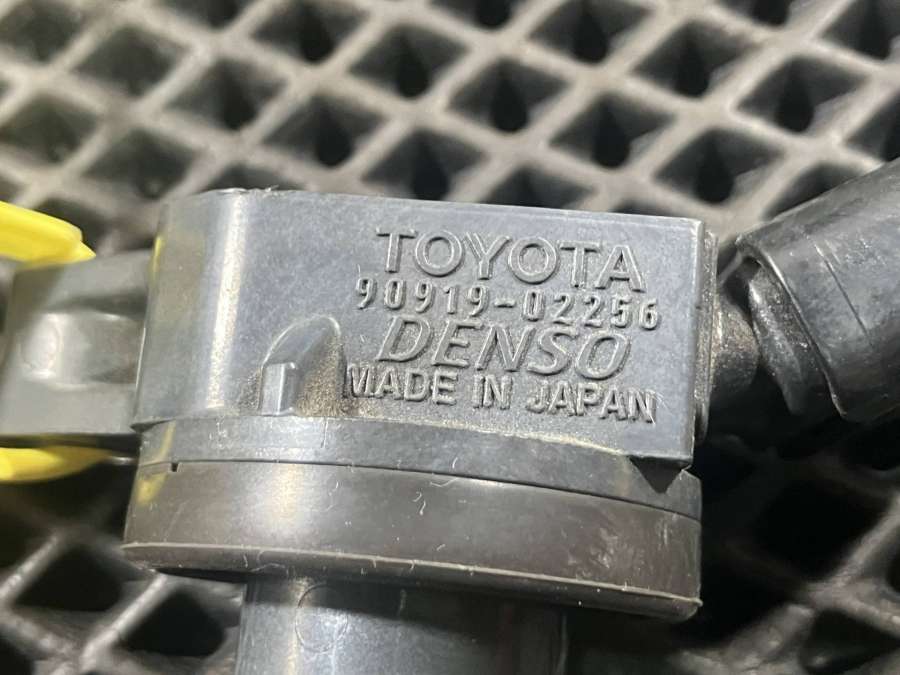 TOYOTA
90919-02256
DENSO
MADE IN JAPAN